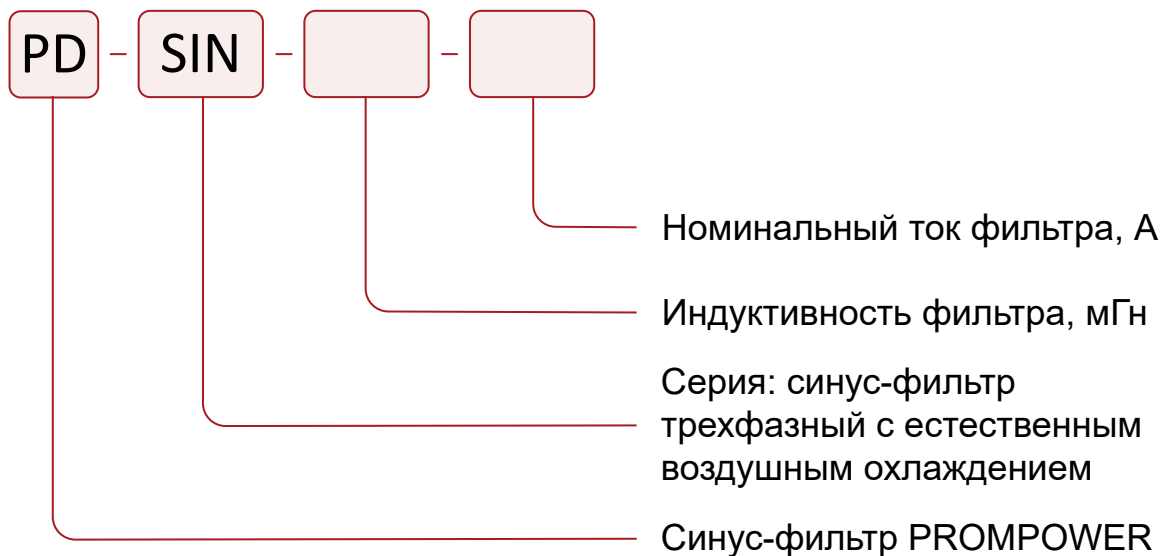 PD – SIN – –
Номинальный ток фильтра, А
Индуктивность фильтра, мГн
Серия: синус-фильтр
трехфазный с естественным
воздушным охлаждением
Синус-фильтр PROMPOWER